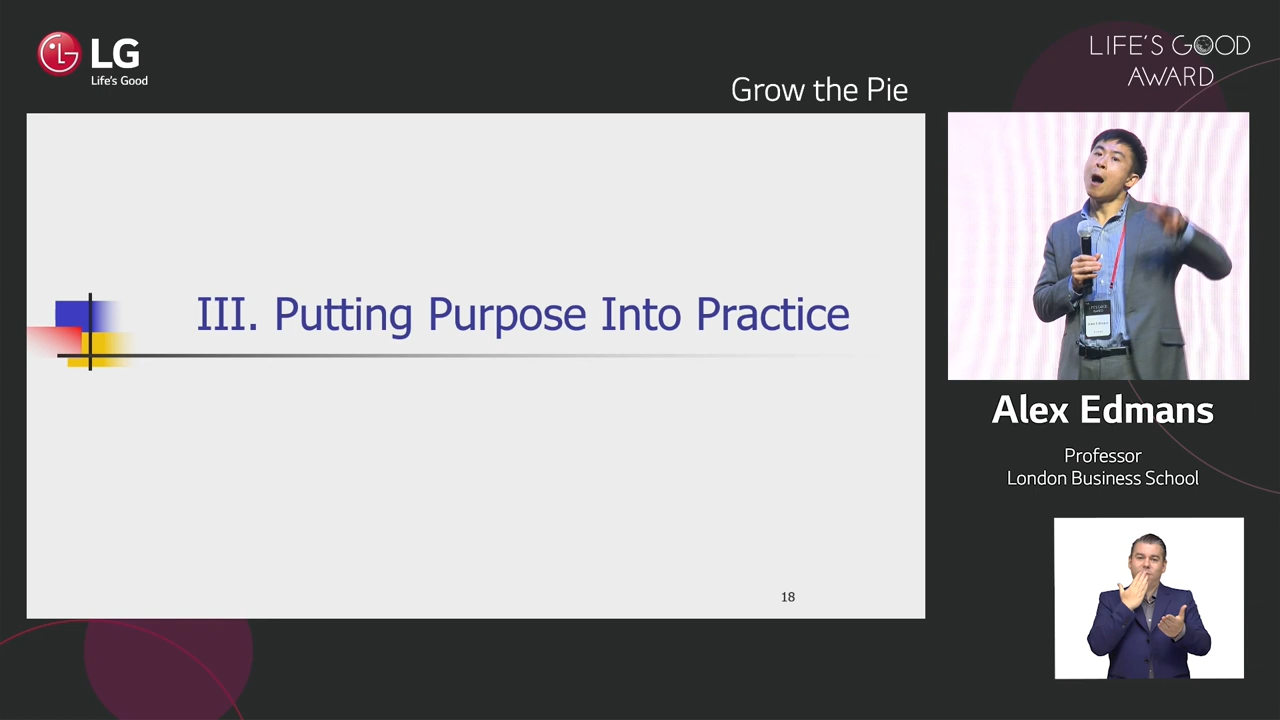 LG
Life's Good
LIFE'S GOOD
AWARD
Grow the Pie
III. Putting Purpose Into Practice
18
Alex Edmans
Professor
London Business School